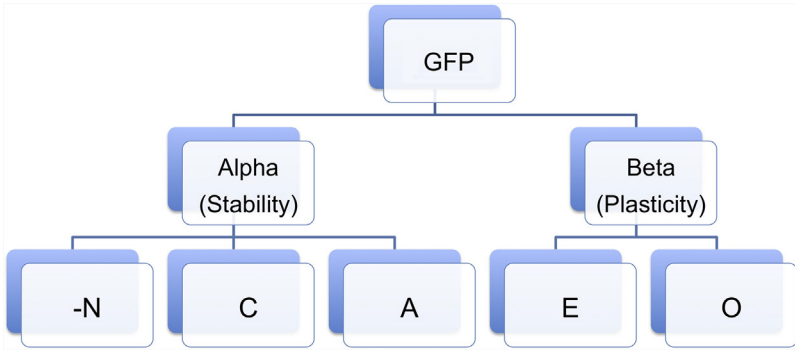 GFP
Alpha
(Stability)
Beta
(Plasticity)
-N
C
A
E
O